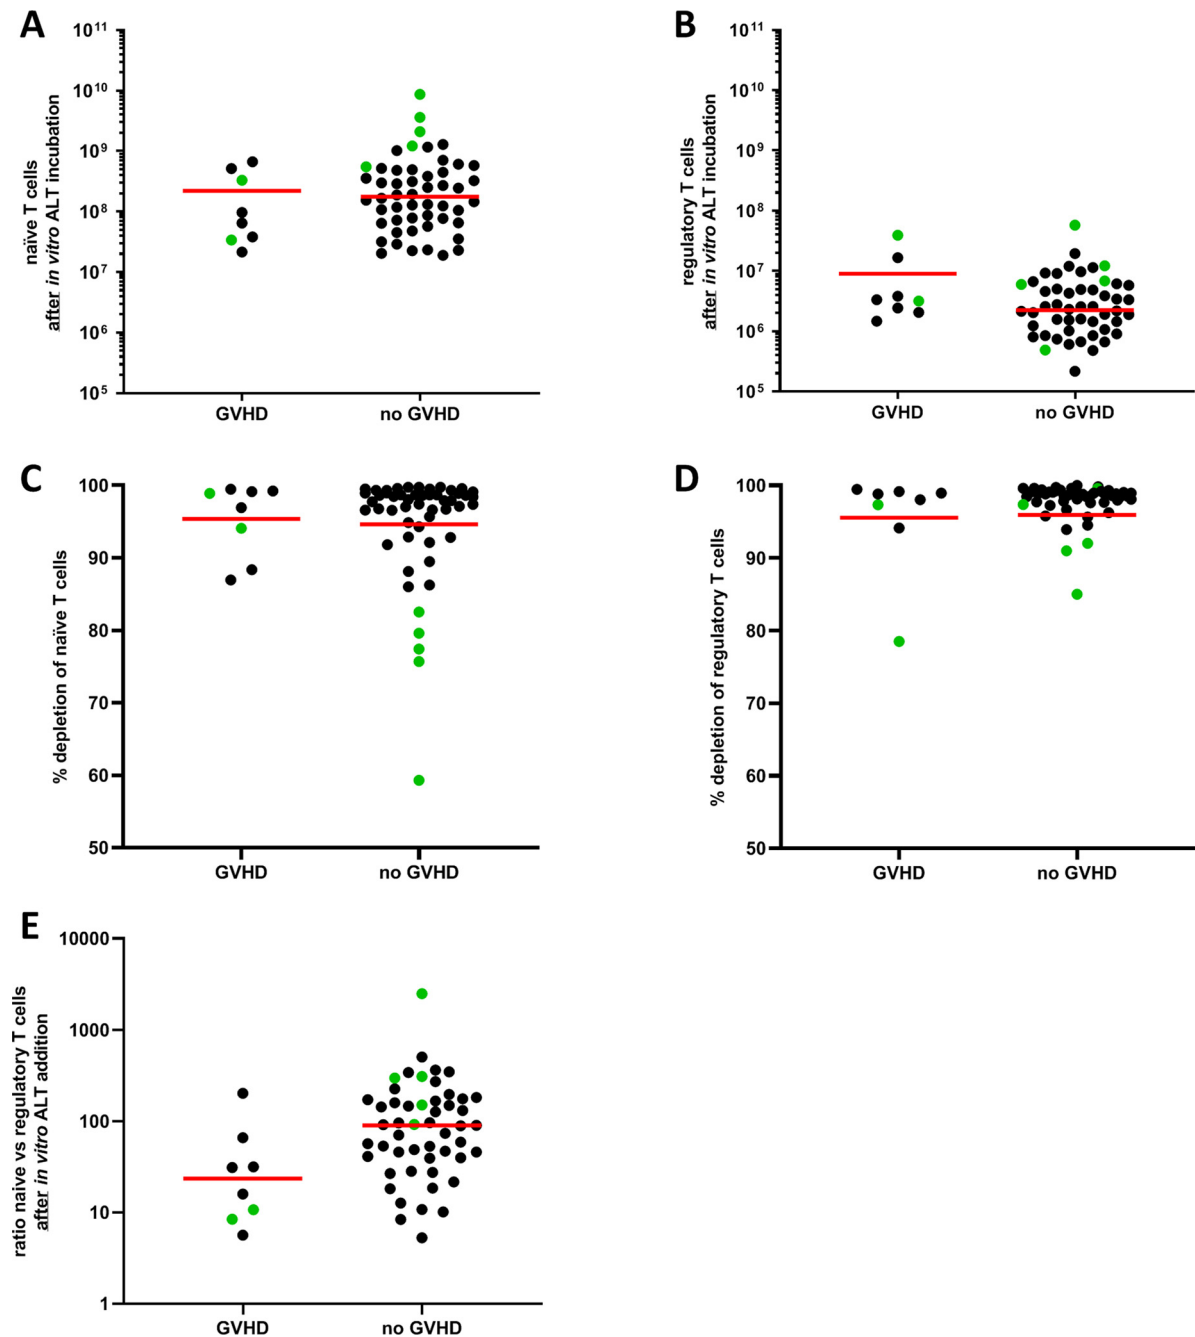 A
naïve T cells
after in vitro ALT incubation
10¹¹
10¹⁰
10⁹
10⁸
10⁷
10⁶
10⁵
GVHD
no GVHD
B
regulatory T cells
after in vitro ALT incubation
10¹¹
10¹⁰
10⁹
10⁸
10⁷
10⁶
10⁵
GVHD
no GVHD
C
% depletion of naïve T cells
100
90
80
70
60
50
GVHD
no GVHD
D
% depletion of regulatory T cells
100
90
80
70
60
50
GVHD
no GVHD
E
ratio naive vs regulatory T cells
after in vitro ALT addition
10000
1000
100
10
1
GVHD
no GVHD